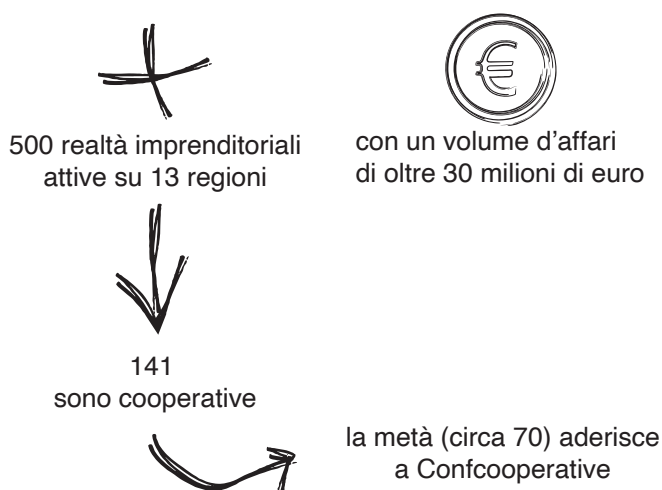 500 realtà imprenditoriali
attive su 13 regioni
con un volume d'affari
di oltre 30 milioni di euro
141
sono cooperative
la metà (circa 70) aderisce
a Confcooperative